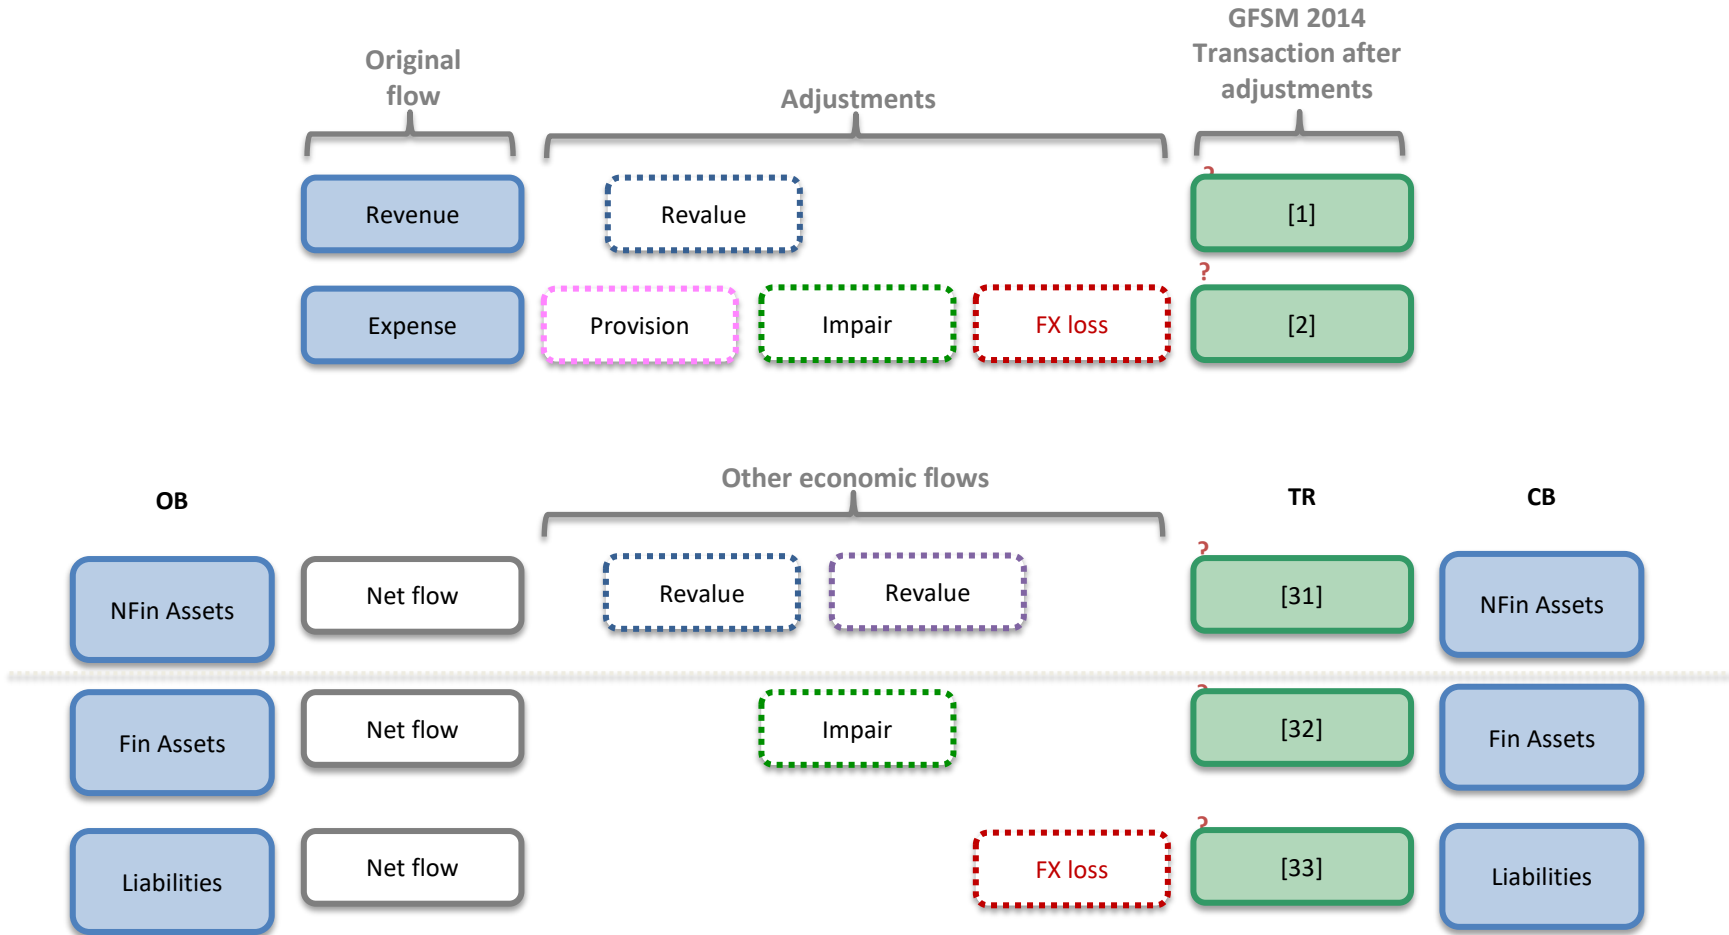 GFSM 2014
Transaction after
adjustments
Original
flow
Adjustments
?
Revenue
Revalue
[1]
?
Expense
Provision
Impair
FX loss
[2]
Other economic flows
OB
TR
CB
?
NFin Assets
Net flow
Revalue
Revalue
[31]
NFin Assets
?
Fin Assets
Net flow
Impair
[32]
Fin Assets
?
Liabilities
Net flow
FX loss
[33]
Liabilities